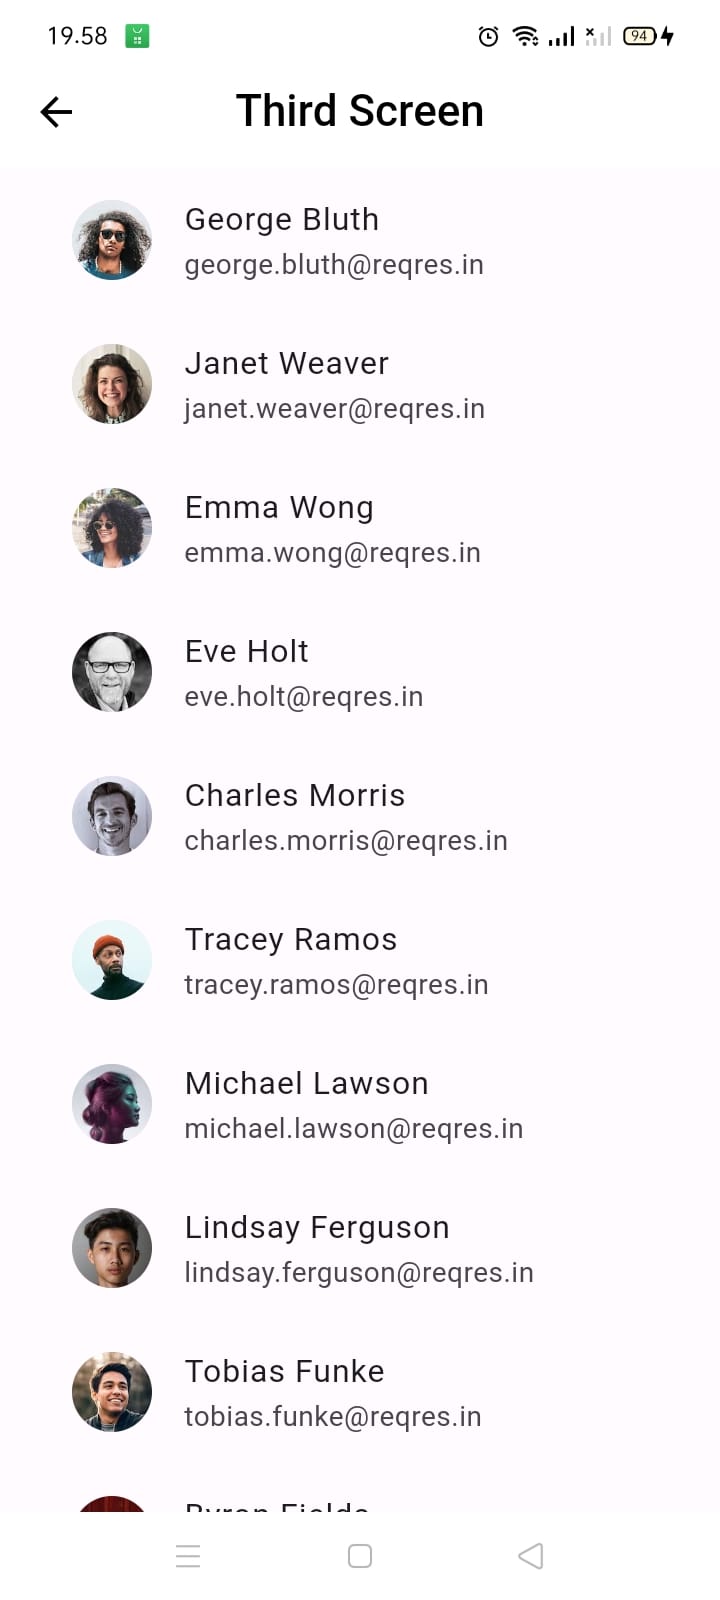 19.58
94
Third Screen
George Bluth
george.bluth@reqres.in
Janet Weaver
janet.weaver@reqres.in
Emma Wong
emma.wong@reqres.in
Eve Holt
eve.holt@reqres.in
Charles Morris
charles.morris@reqres.in
Tracey Ramos
tracey.ramos@reqres.in
Michael Lawson
michael.lawson@reqres.in
Lindsay Ferguson
lindsay.ferguson@reqres.in
Tobias Funke
tobias.funke@reqres.in